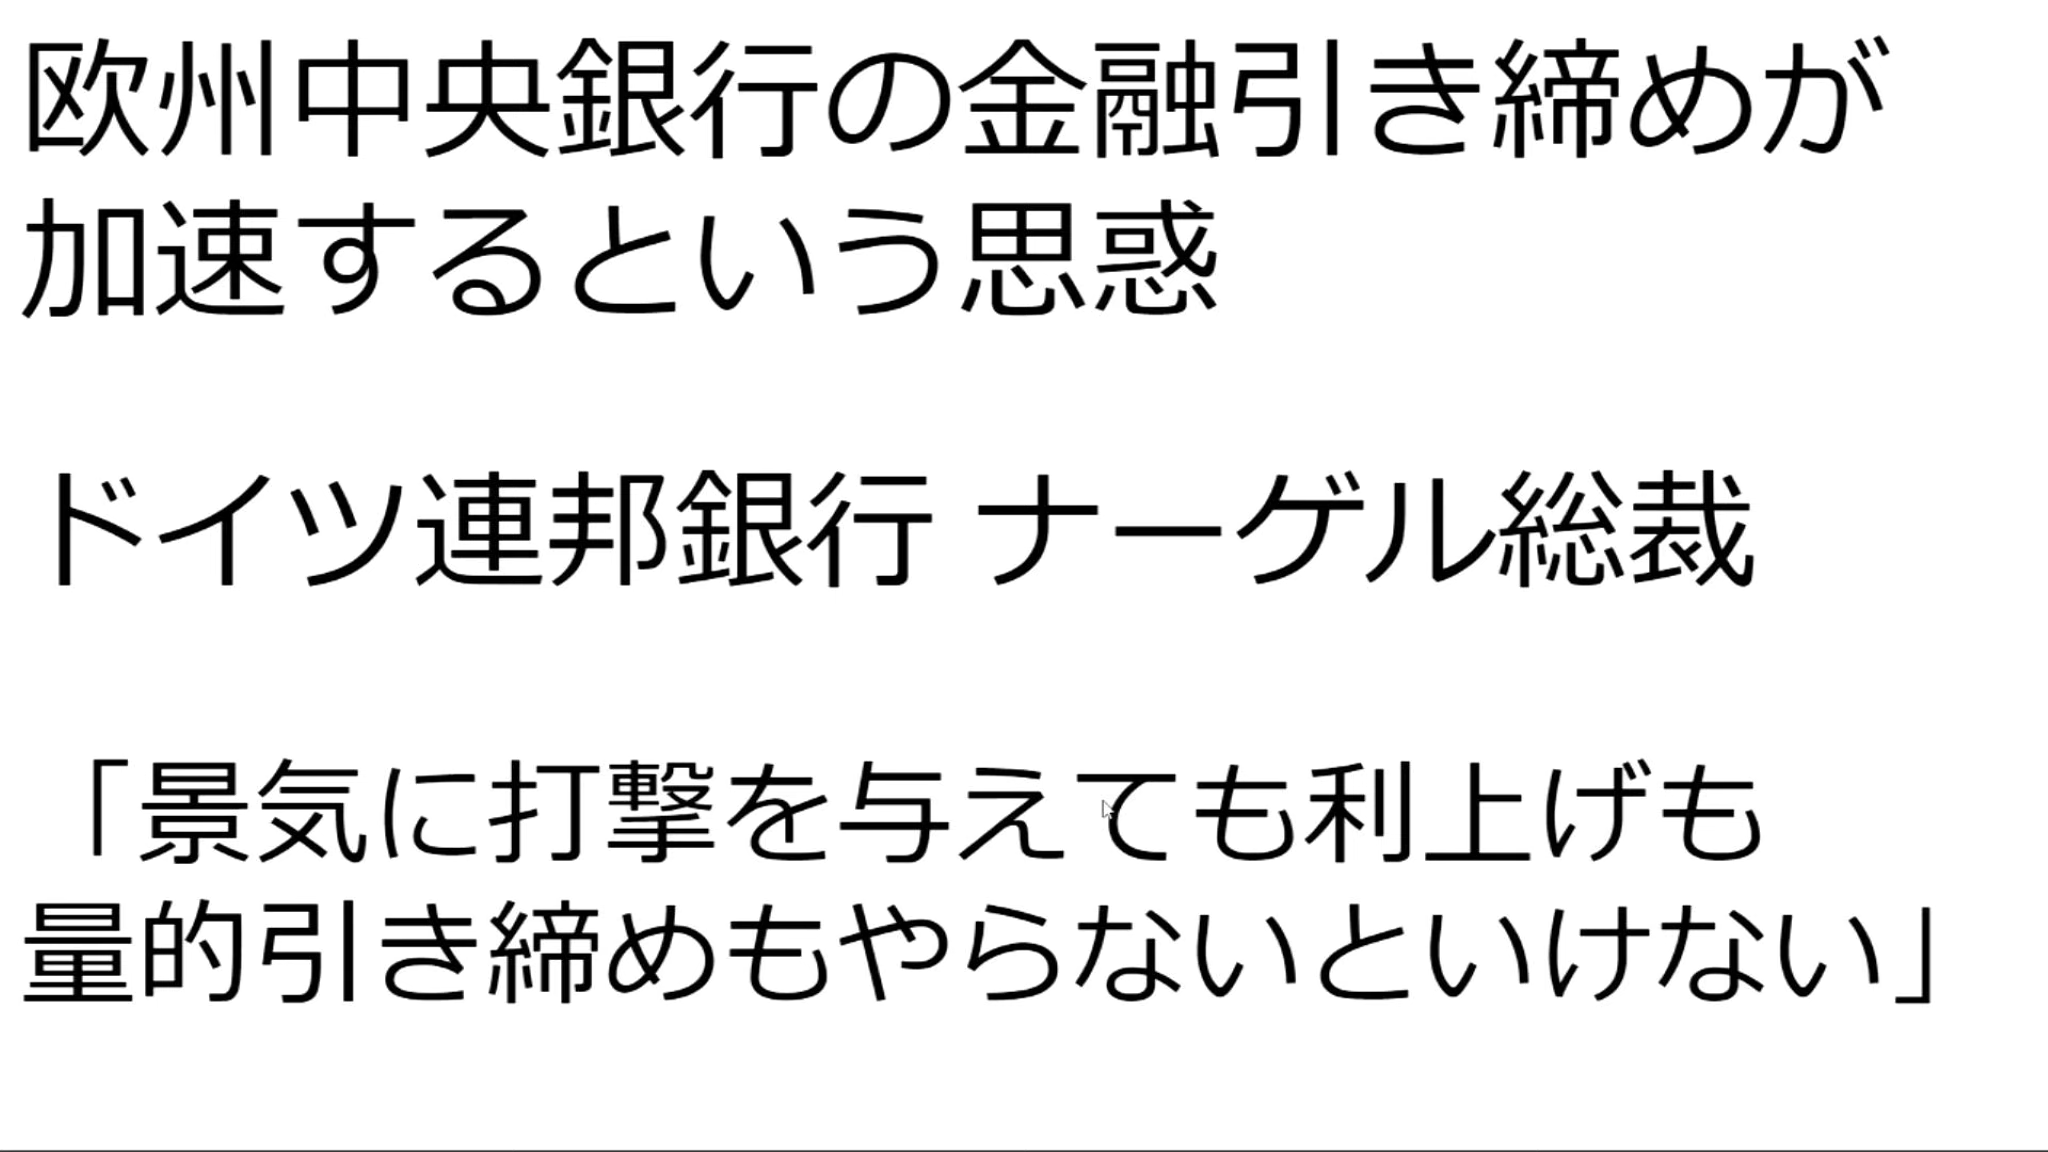 欧州中央銀行の金融引き締めが
加速するという思惑
ドイツ連邦銀行 ナーゲル総裁
「景気に打撃を与えても利上げも
量的引き締めもやらないといけない」